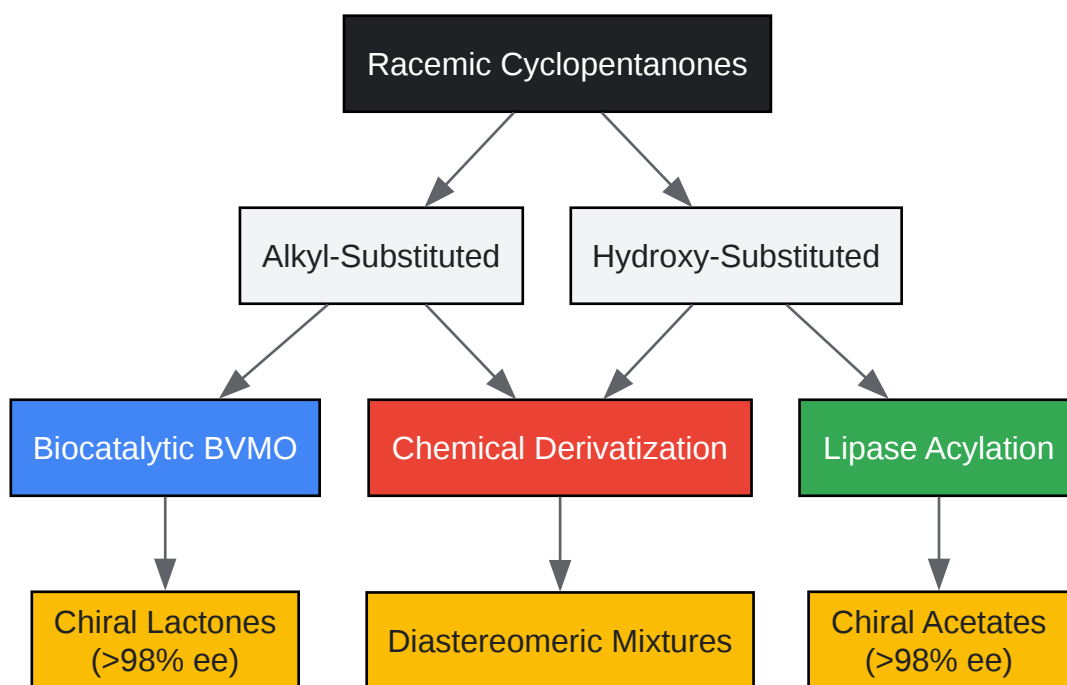 Racemic Cyclopentanones
Alkyl-Substituted
Hydroxy-Substituted
Biocatalytic BVMO
Chemical Derivatization
Lipase Acylation
Chiral Lactones
(>98% ee)
Diastereomeric Mixtures
Chiral Acetates
(>98% ee)